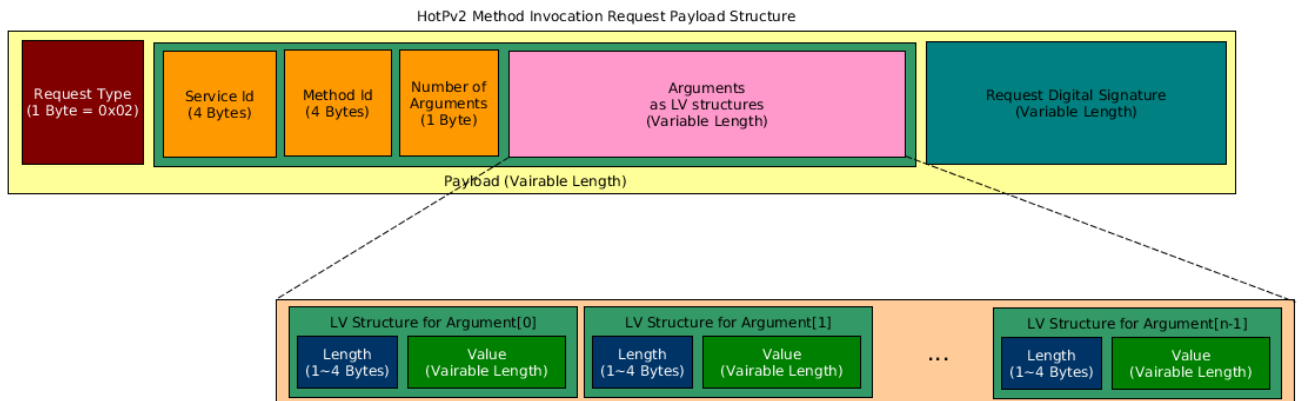 HotPv2 Method Invocation Request Payload Structure
Request Type
(1 Byte = 0x02)
Service Id
(4 Bytes)
Method Id
(4 Bytes)
Number of
Arguments
(1 Byte)
Arguments
as LV structures
(Variable Length)
Request Digital Signature
(Variable Length)
Payload (Vairable Length)
LV Structure for Argument[0]
Length
(1~4 Bytes)
Value
(Vairable Length)
LV Structure for Argument[1]
Length
(1~4 Bytes)
Value
(Vairable Length)
...
LV Structure for Argument[n-1]
Length
(1~4 Bytes)
Value
(Vairable Length)